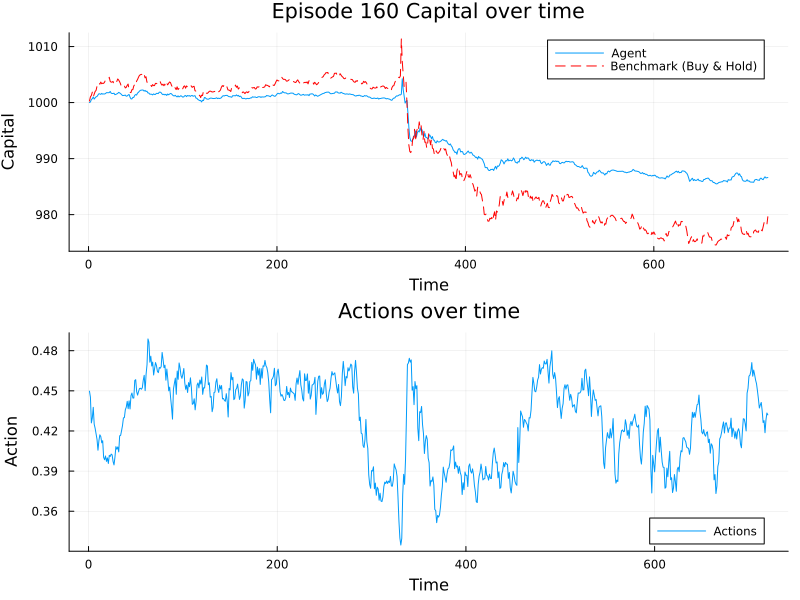 Episode 160 Capital over time
1010
1000
990
980
Capital
Agent
Benchmark (Buy & Hold)
0
200
400
600
Time
Actions over time
0.48
0.45
0.42
0.39
0.36
Action
Actions
0
200
400
600
Time